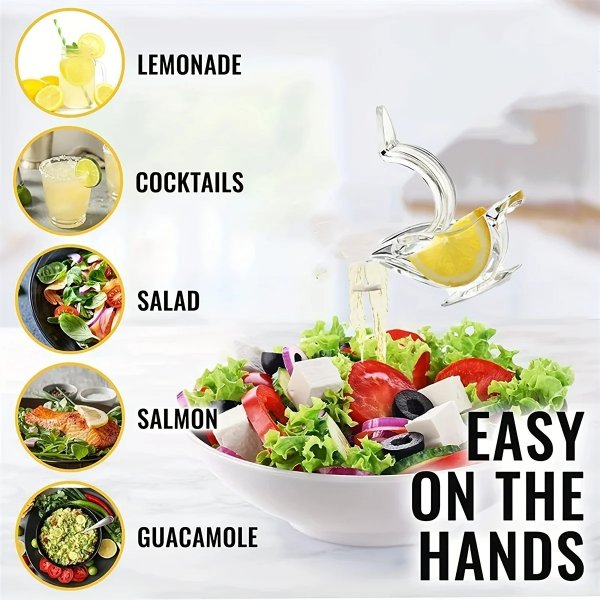 LEMONADE
COCKTAILS
SALAD
SALMON
GUACAMOLE
EASY
ON THE
HANDS